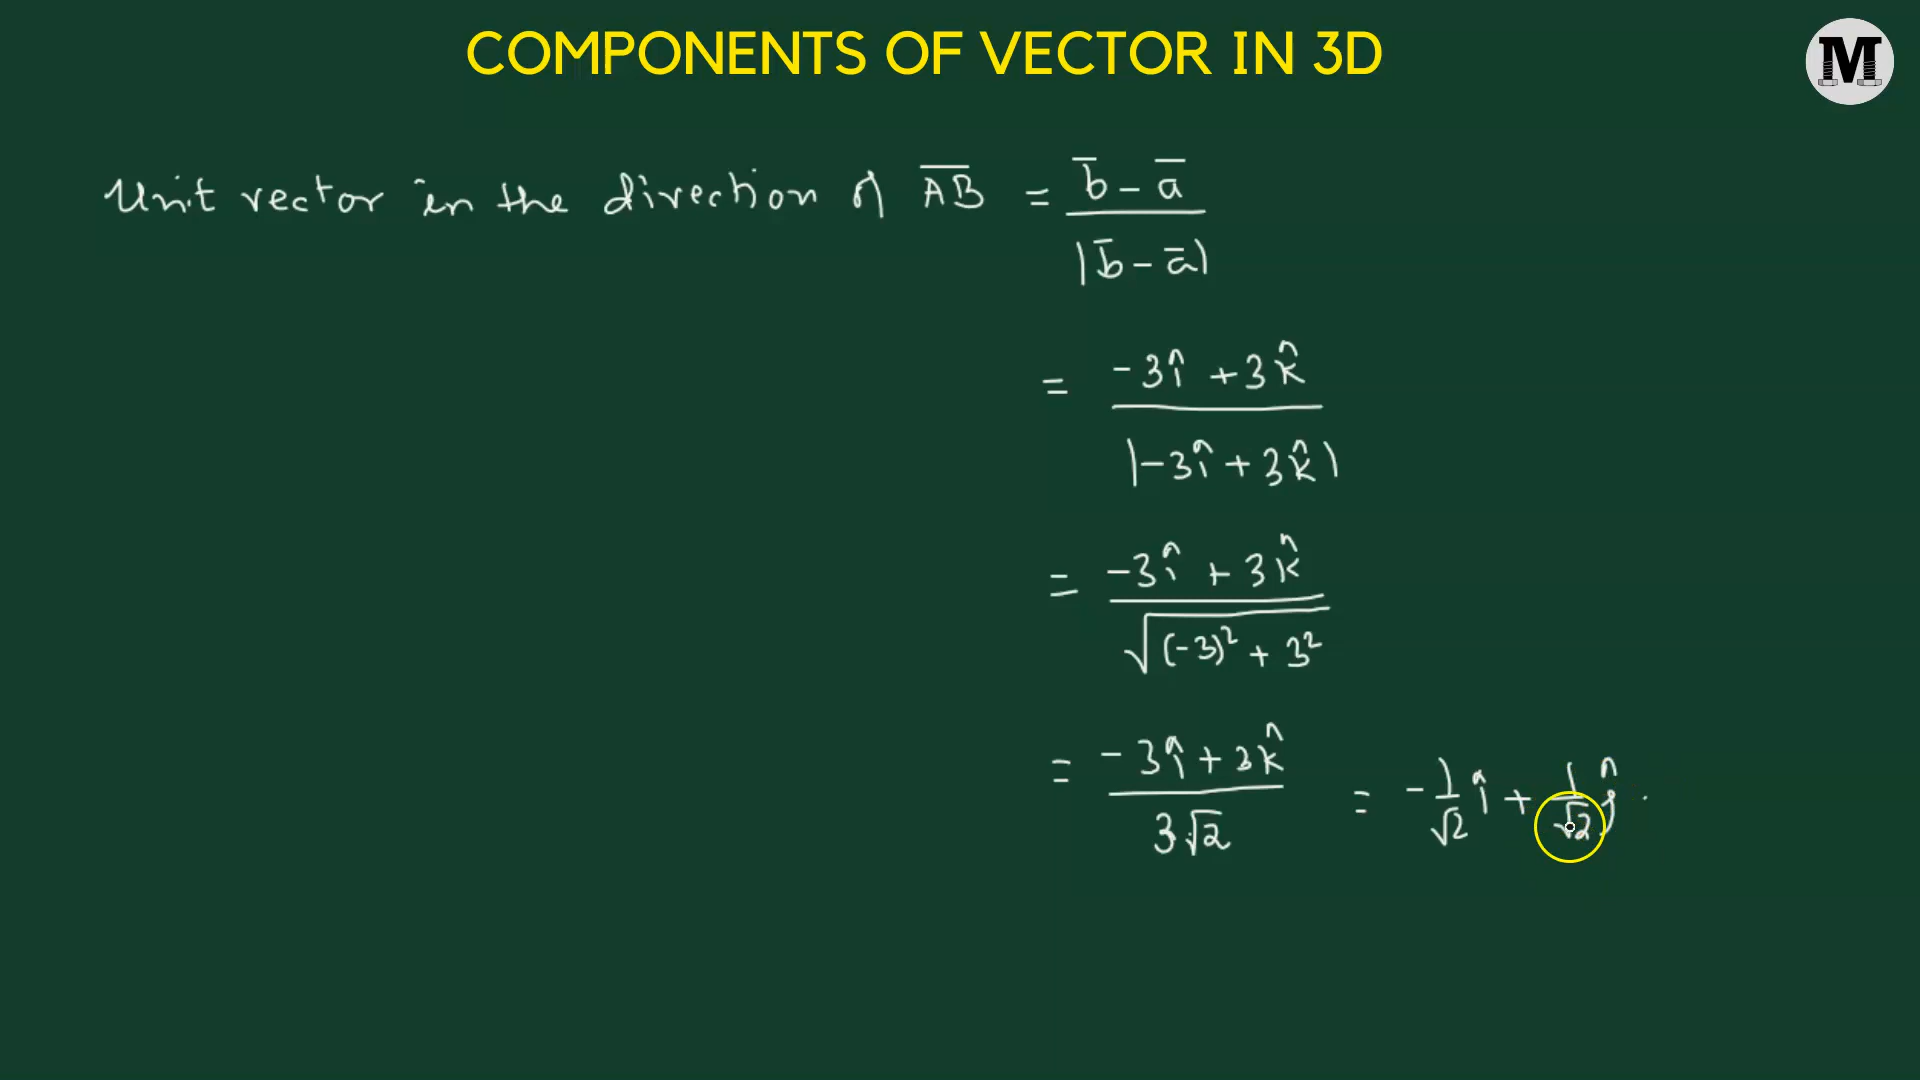 COMPONENTS OF VECTOR IN 3D
M
Unit vector in the direction of A̅B̅ = (b̅ - a̅) / |b̅ - a̅|
= (-3î + 3k̂) / |-3î + 3k̂|
= (-3î + 3k̂) / √((-3)² + 3²)
= (-3î + 3k̂) / 3√2 = -1/√2 î + 1/√2 ĵ .